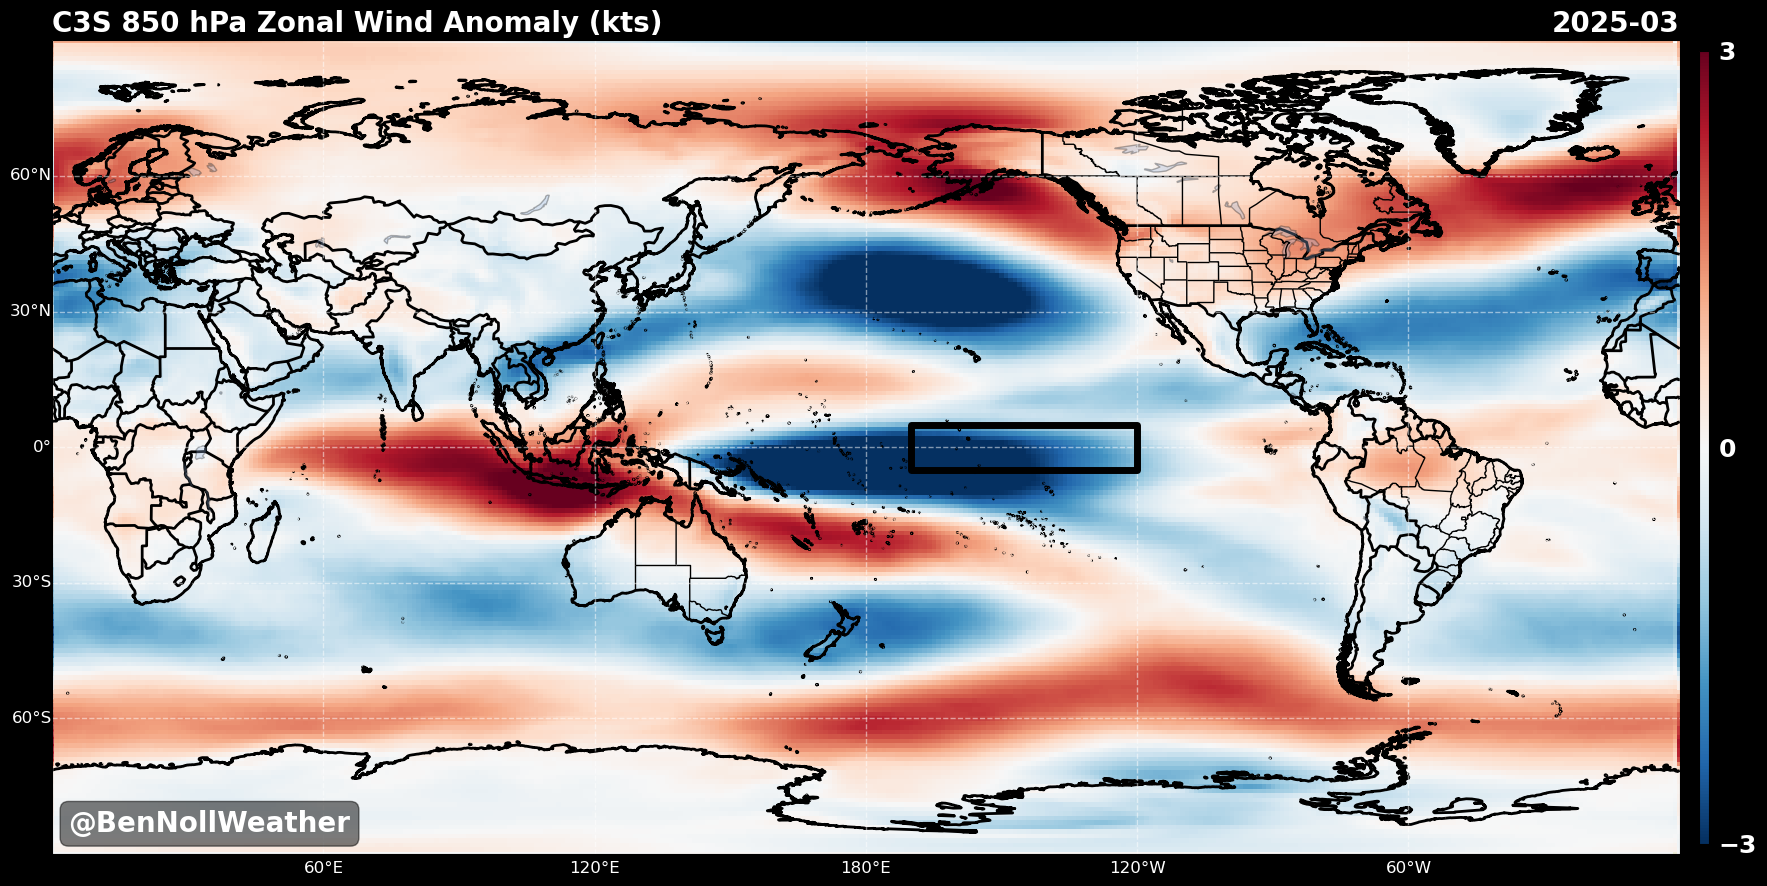 C3S 850 hPa Zonal Wind Anomaly (kts)
2025-03
3
0
−3
60°N
30°N
0°
30°S
60°S
60°E
120°E
180°E
120°W
60°W
@BenNollWeather